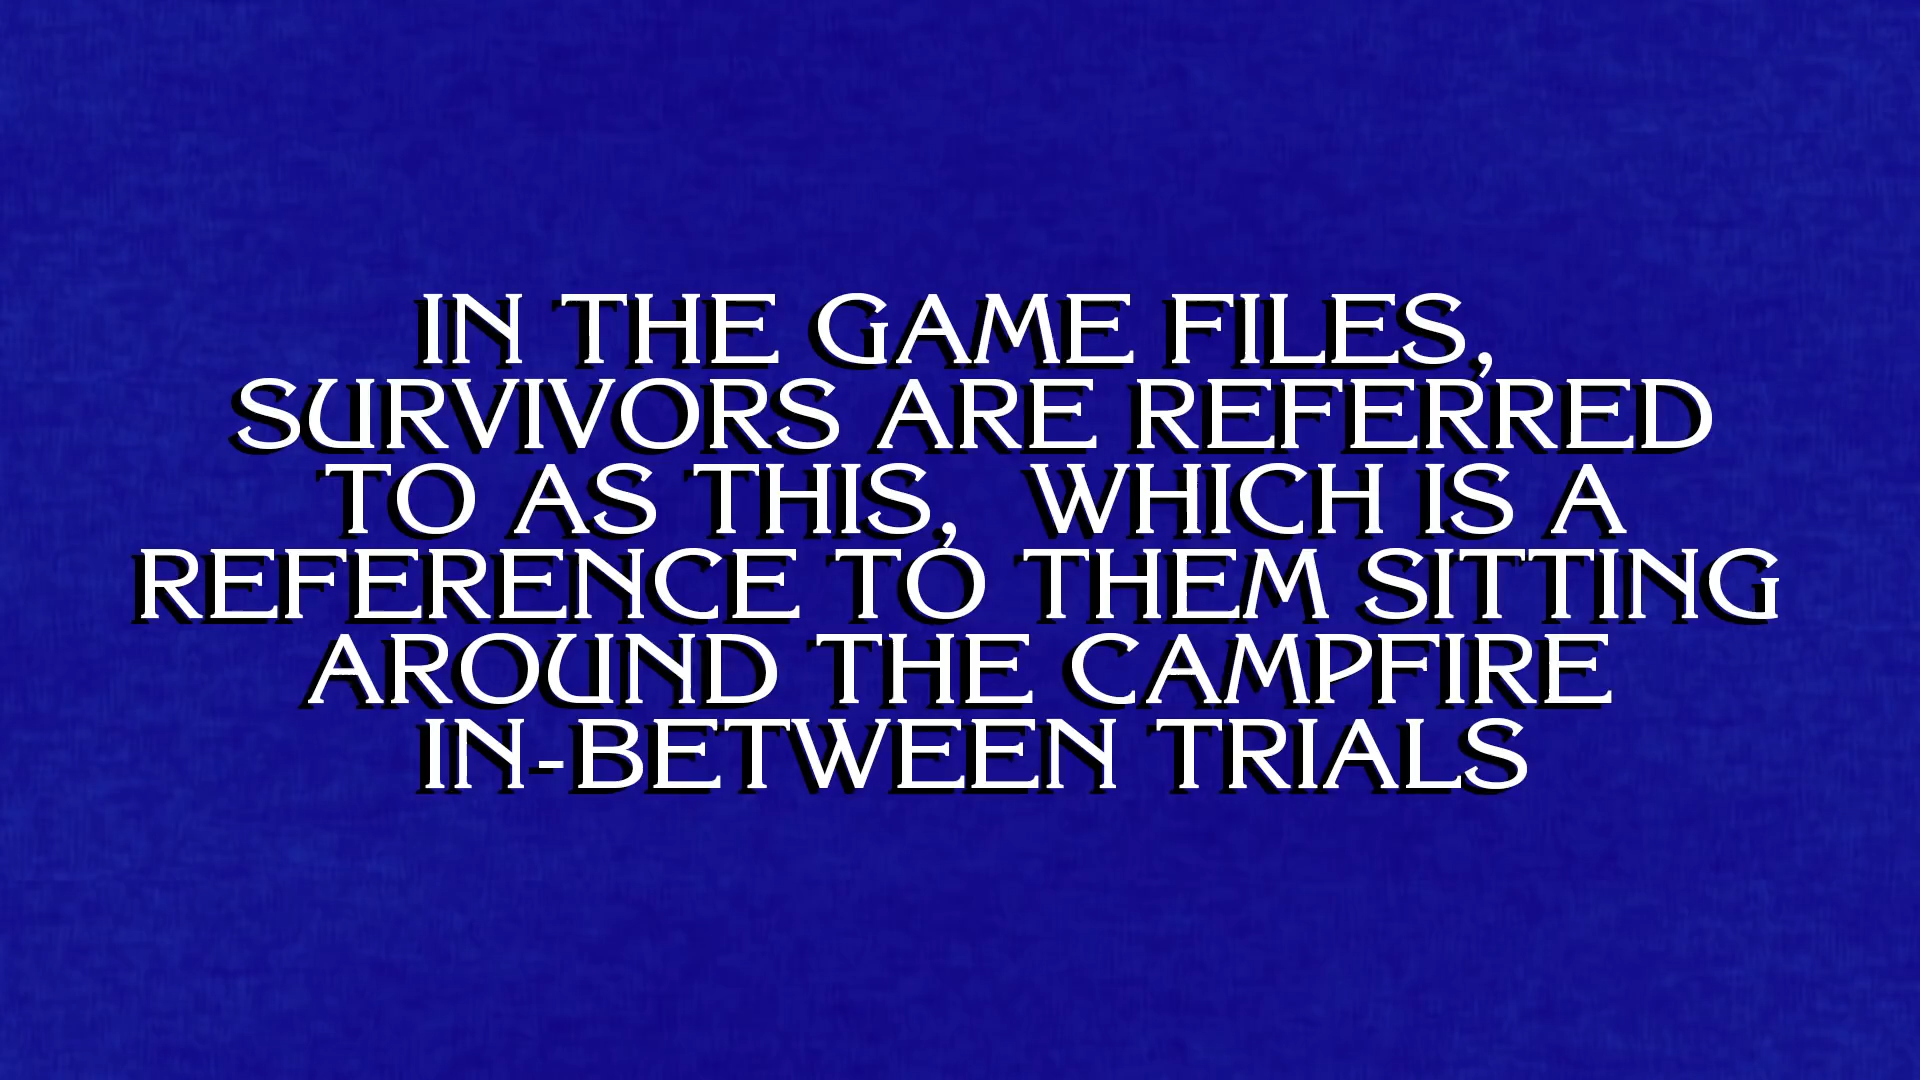 IN THE GAME FILES,
SURVIVORS ARE REFERRED
TO AS THIS, WHICH IS A
REFERENCE TO THEM SITTING
AROUND THE CAMPFIRE
IN-BETWEEN TRIALS